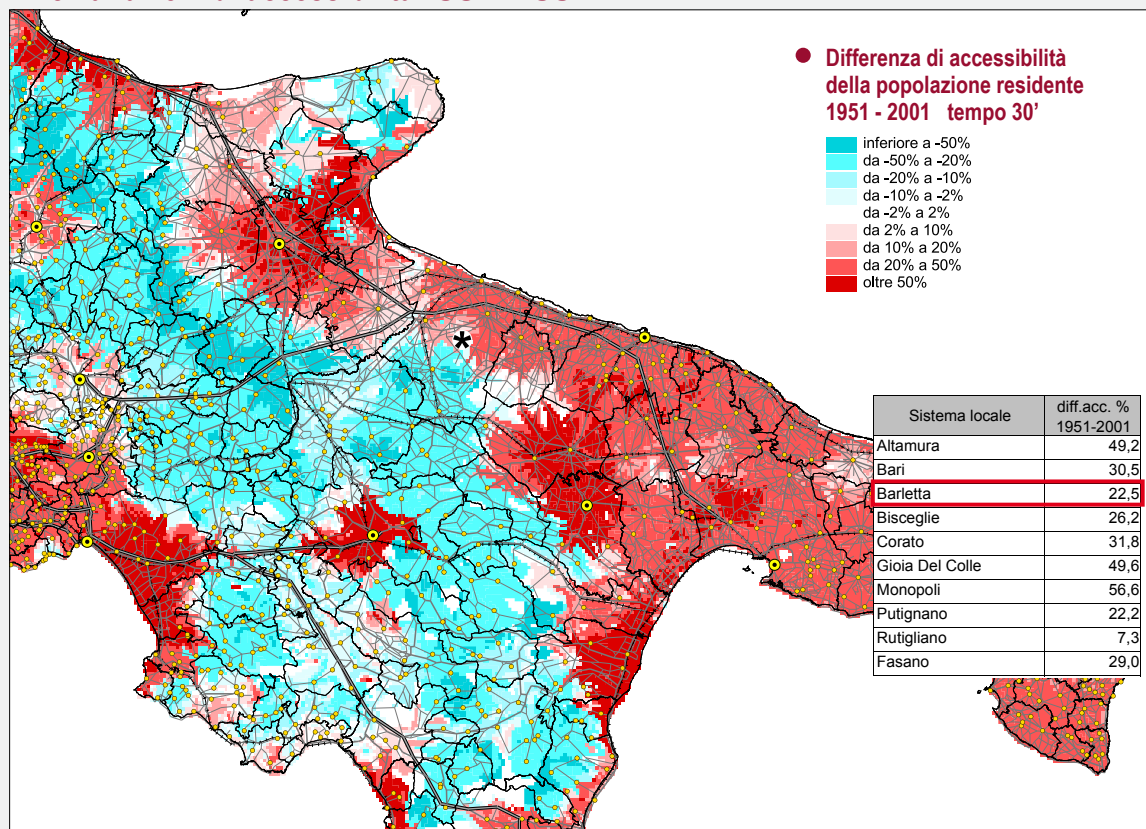 Differenza di accessibilità
della popolazione residente
1951 - 2001 tempo 30'
inferiore a -50%
da -50% a -20%
da -20% a -10%
da -10% a -2%
da -2% a 2%
da 2% a 10%
da 10% a 20%
da 20% a 50%
oltre 50%
*
Sistema locale diff.acc. % 1951-2001
Altamura 49,2
Bari 30,5
Barletta 22,5
Bisceglie 26,2
Corato 31,8
Gioia Del Colle 49,6
Monopoli 56,6
Putignano 22,2
Rutigliano 7,3
Fasano 29,0